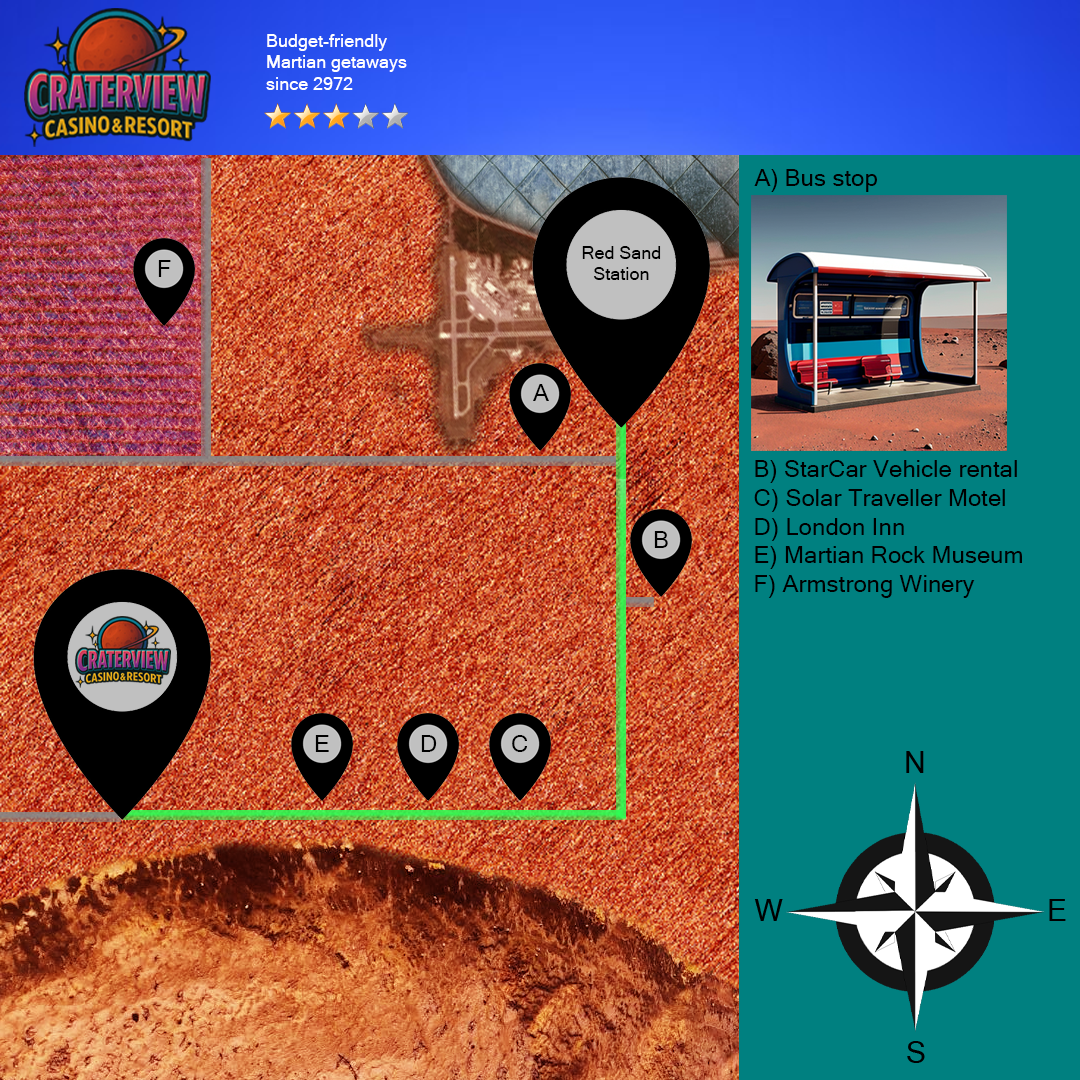 CRATERVIEW
CASINO & RESORT
Budget-friendly
Martian getaways
since 2972
A) Bus stop
F
Red Sand
Station
A
B) StarCar Vehicle rental
C) Solar Traveller Motel
D) London Inn
E) Martian Rock Museum
F) Armstrong Winery
B
CRATERVIEW
CASINO & RESORT
E
D
C
N
W
E
S